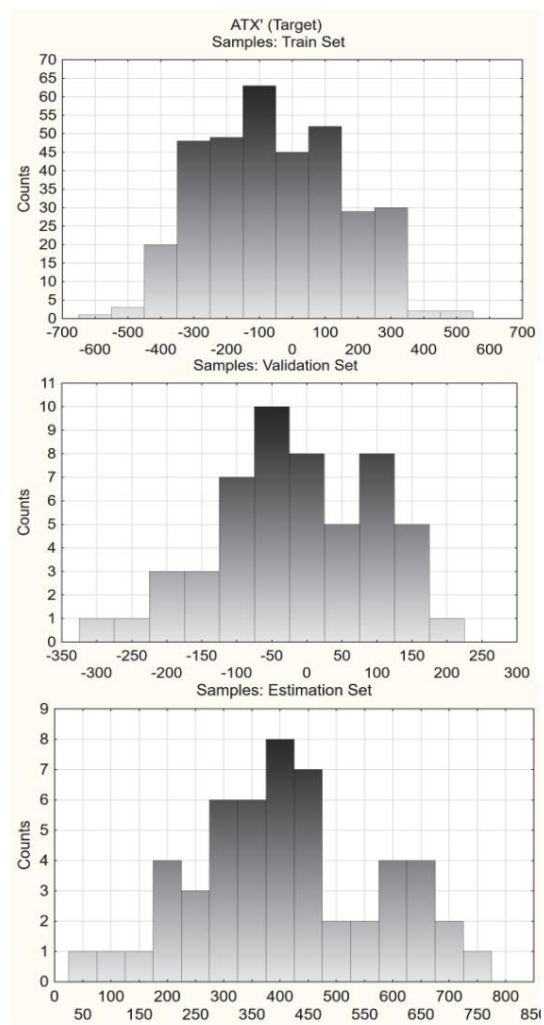 ATX' (Target)
Samples: Train Set
70
65
60
55
50
45
40
35
30
25
20
15
10
5
0
Counts
-700 -500 -300 -100 100 300 500 700
-600 -400 -200 0 200 400 600
Samples: Validation Set
11
10
9
8
7
6
5
4
3
2
1
0
Counts
-350 -250 -150 -50 50 150 250
-300 -200 -100 0 100 200 300
Samples: Estimation Set
9
8
7
6
5
4
3
2
1
0
Counts
0 100 200 300 400 500 600 700 800
50 150 250 350 450 550 650 750